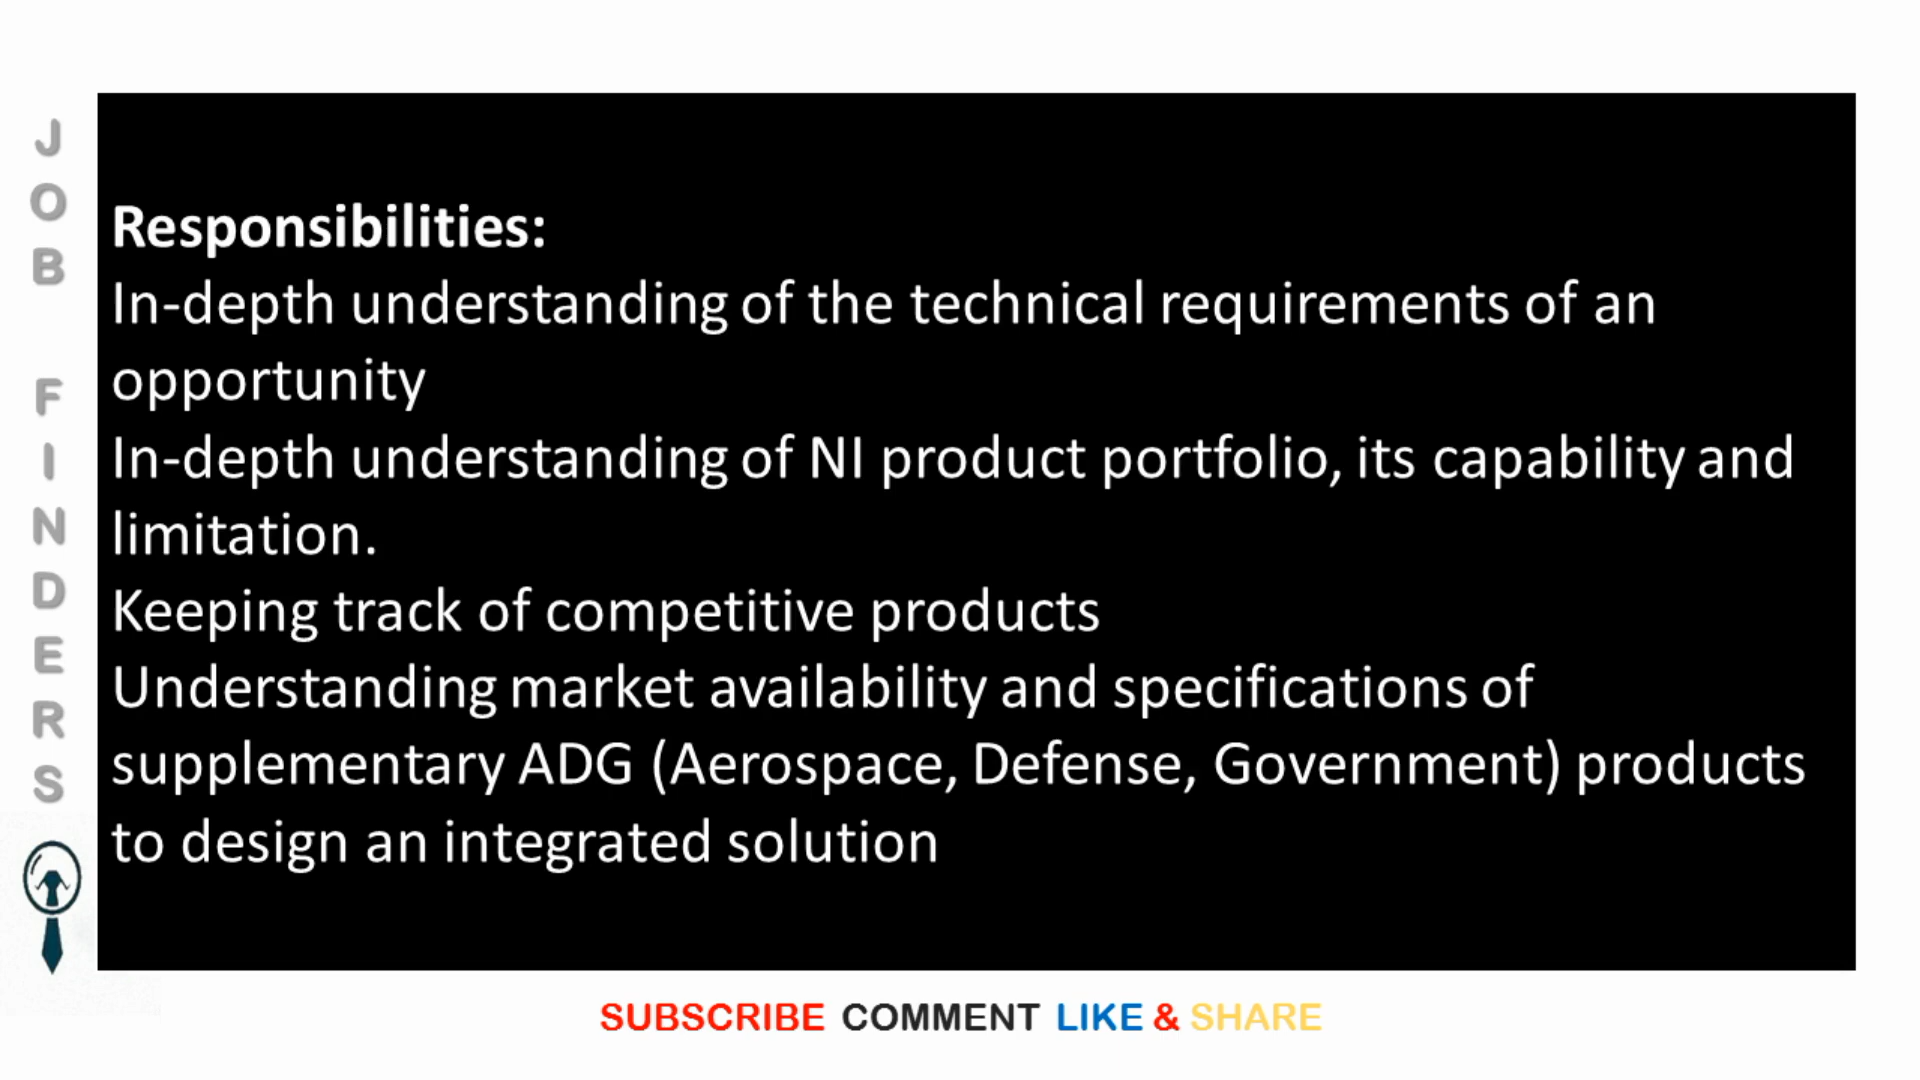 JOB FINDERS
Responsibilities:
In-depth understanding of the technical requirements of an
opportunity
In-depth understanding of NI product portfolio, its capability and
limitation.
Keeping track of competitive products
Understanding market availability and specifications of
supplementary ADG (Aerospace, Defense, Government) products
to design an integrated solution
SUBSCRIBE COMMENT LIKE & SHARE